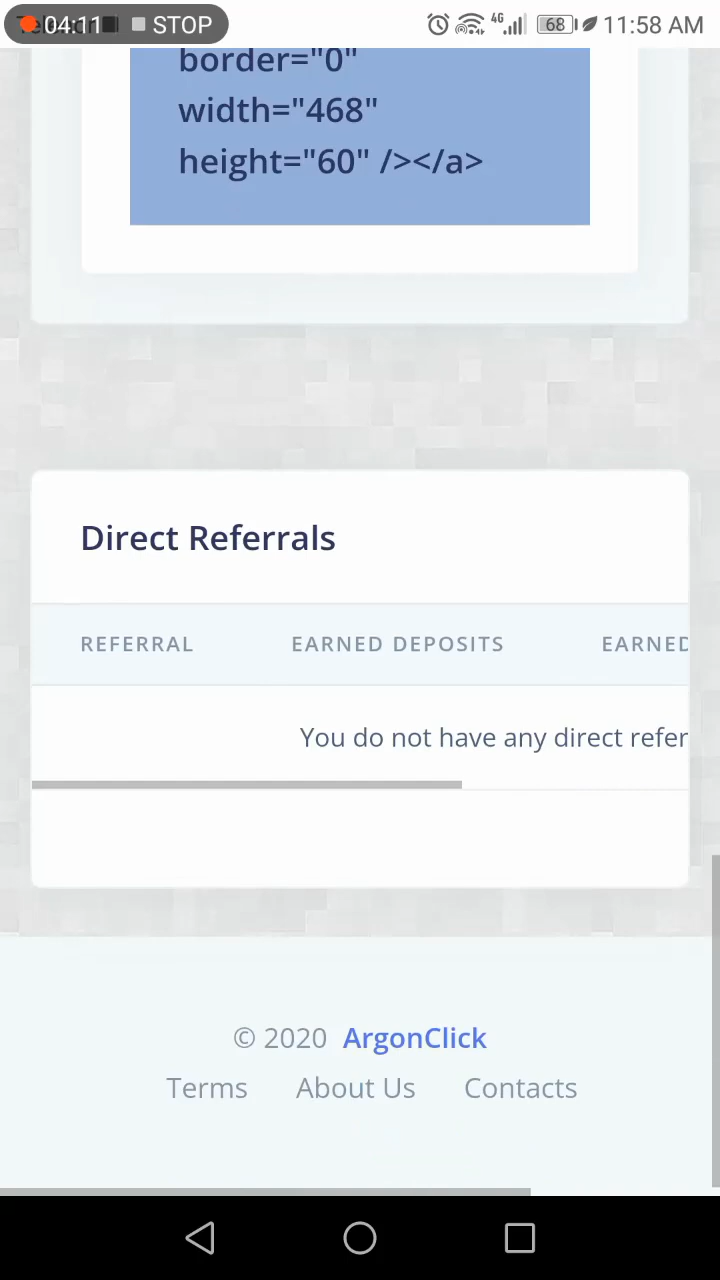 04:11 STOP 4G 68 11:58 AM
border="0"
width="468"
height="60" /></a>
Direct Referrals
REFERRAL EARNED DEPOSITS EARNED
You do not have any direct refer
© 2020 ArgonClick
Terms About Us Contacts